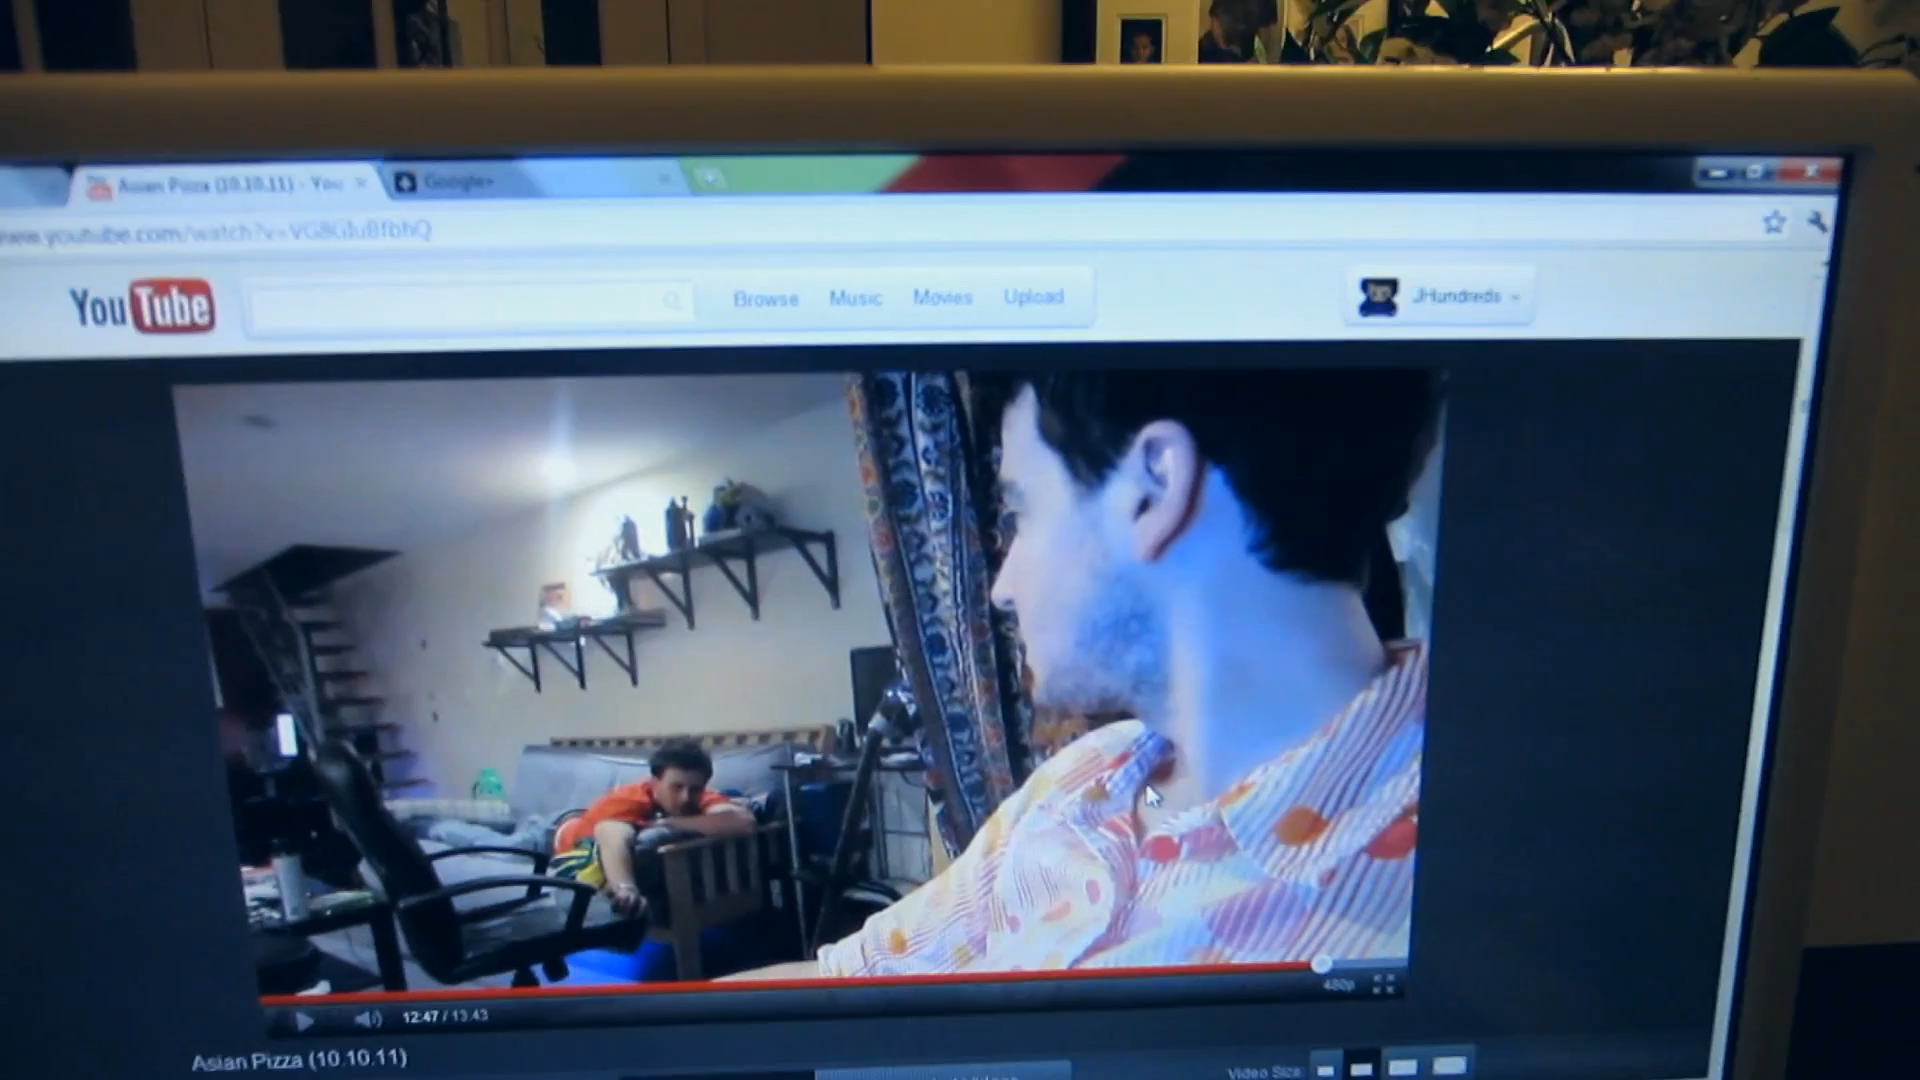 Asian Pizza (10.10.11) - You
Google+
www.youtube.com/watch?v=VG8GIuBfbhQ
YouTube
Browse Music Movies Upload
JHundreds
480p
12:47 / 13:43
Asian Pizza (10.10.11)
Video Size